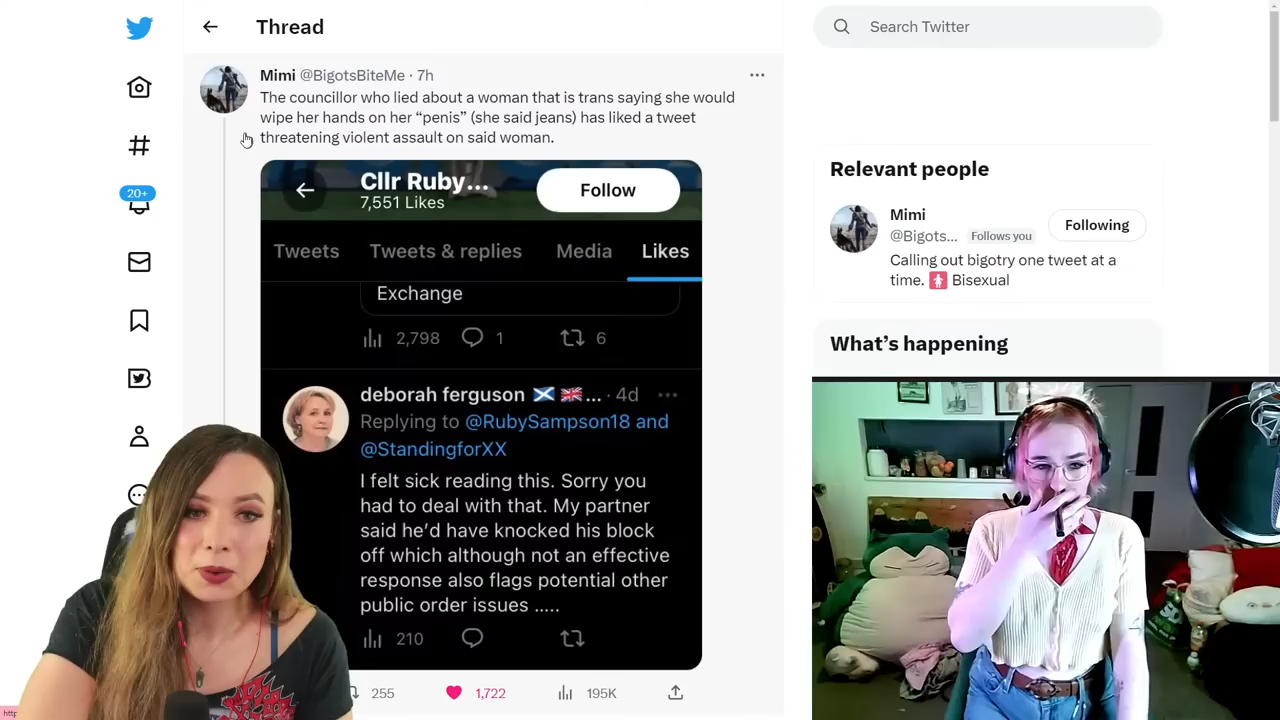 Thread
Search Twitter
Mimi @BigotsBiteMe · 7h
The councillor who lied about a woman that is trans saying she would
wipe her hands on her “penis” (she said jeans) has liked a tweet
threatening violent assault on said woman.
Cllr Ruby...
7,551 Likes
Follow
Tweets Tweets & replies Media Likes
Exchange
2,798 1 6
deborah ferguson 🏴󠁧󠁢󠁳󠁣󠁴󠁿 🇬🇧... · 4d
Replying to @RubySampson18 and
@StandingforXX
I felt sick reading this. Sorry you
had to deal with that. My partner
said he’d have knocked his block
off which although not an effective
response also flags potential other
public order issues .....
210
255 1,722 195K
20+
Relevant people
Mimi
@Bigots... Follows you
Following
Calling out bigotry one tweet at a
time. 🚺 Bisexual
What’s happening
http